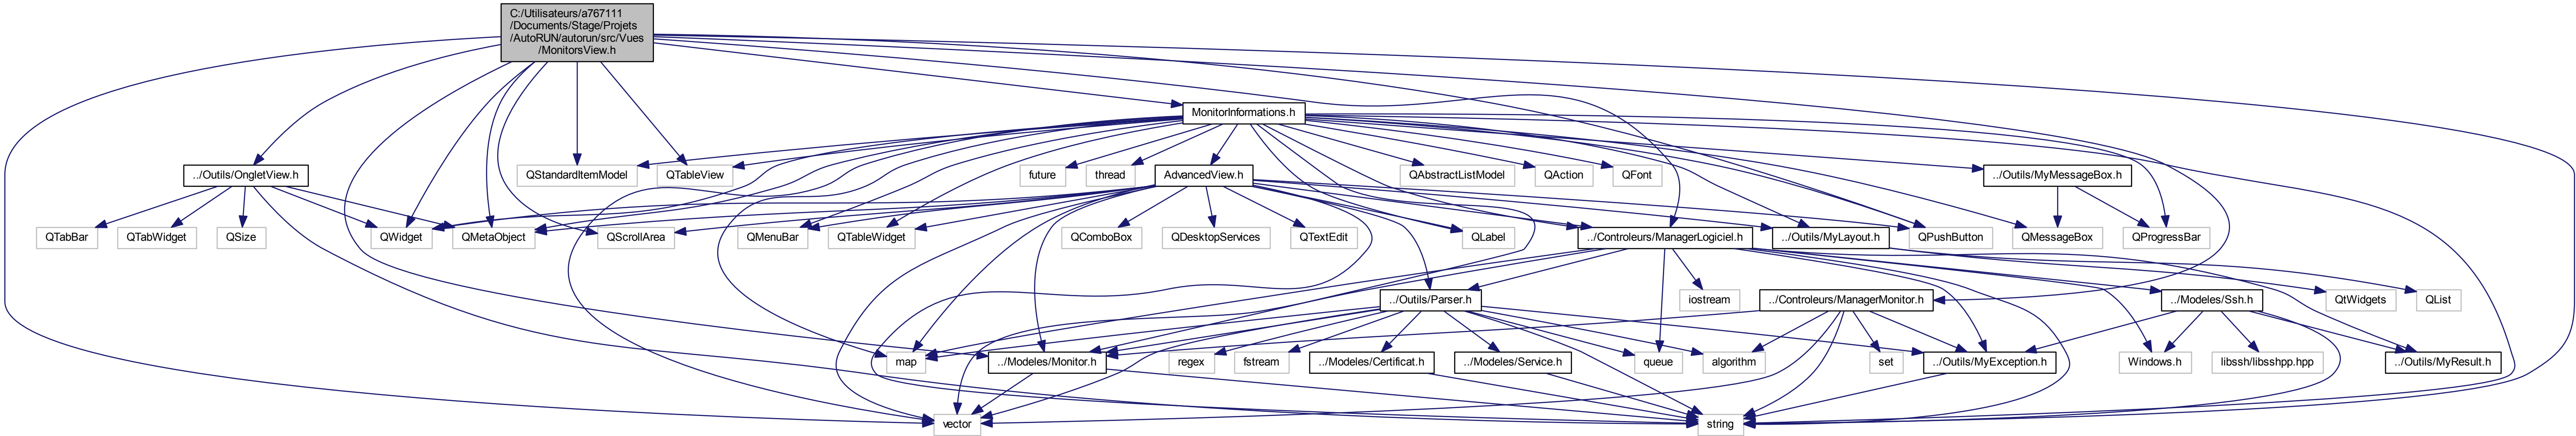 C:/Utilisateurs/a767111
/Documents/Stage/Projets
/AutoRUN/autorun/src/Vues
/MonitorsView.h
MonitorInformations.h
../Outils/OngletView.h
QStandardItemModel
QTableView
future
thread
AdvancedView.h
QAbstractListModel
QAction
QFont
../Outils/MyMessageBox.h
QTabBar
QTabWidget
QSize
QWidget
QMetaObject
QScrollArea
QMenuBar
QTableWidget
QComboBox
QDesktopServices
QTextEdit
QLabel
../Controleurs/ManagerLogiciel.h
../Outils/MyLayout.h
QPushButton
QMessageBox
QProgressBar
../Outils/Parser.h
iostream
../Controleurs/ManagerMonitor.h
../Modeles/Ssh.h
QtWidgets
QList
map
../Modeles/Monitor.h
regex
fstream
../Modeles/Certificat.h
../Modeles/Service.h
queue
algorithm
set
../Outils/MyException.h
Windows.h
libssh/libsshpp.hpp
../Outils/MyResult.h
vector
string